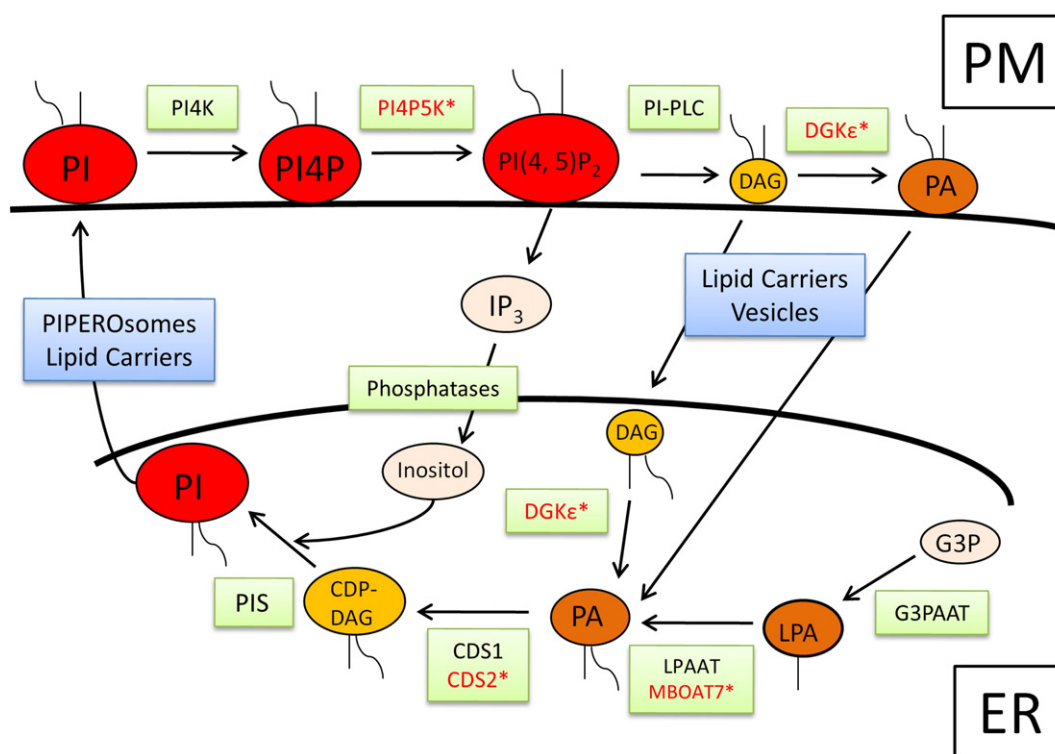 PM
PI4K
PI4P5K*
PI-PLC
DGKε*
PI
PI4P
PI(4, 5)P₂
DAG
PA
PIPEROsomes
Lipid Carriers
IP₃
Lipid Carriers
Vesicles
Phosphatases
DAG
PI
Inositol
DGKε*
G3P
PIS
CDP-
DAG
PA
LPA
G3PAAT
CDS1
CDS2*
LPAAT
MBOAT7*
ER